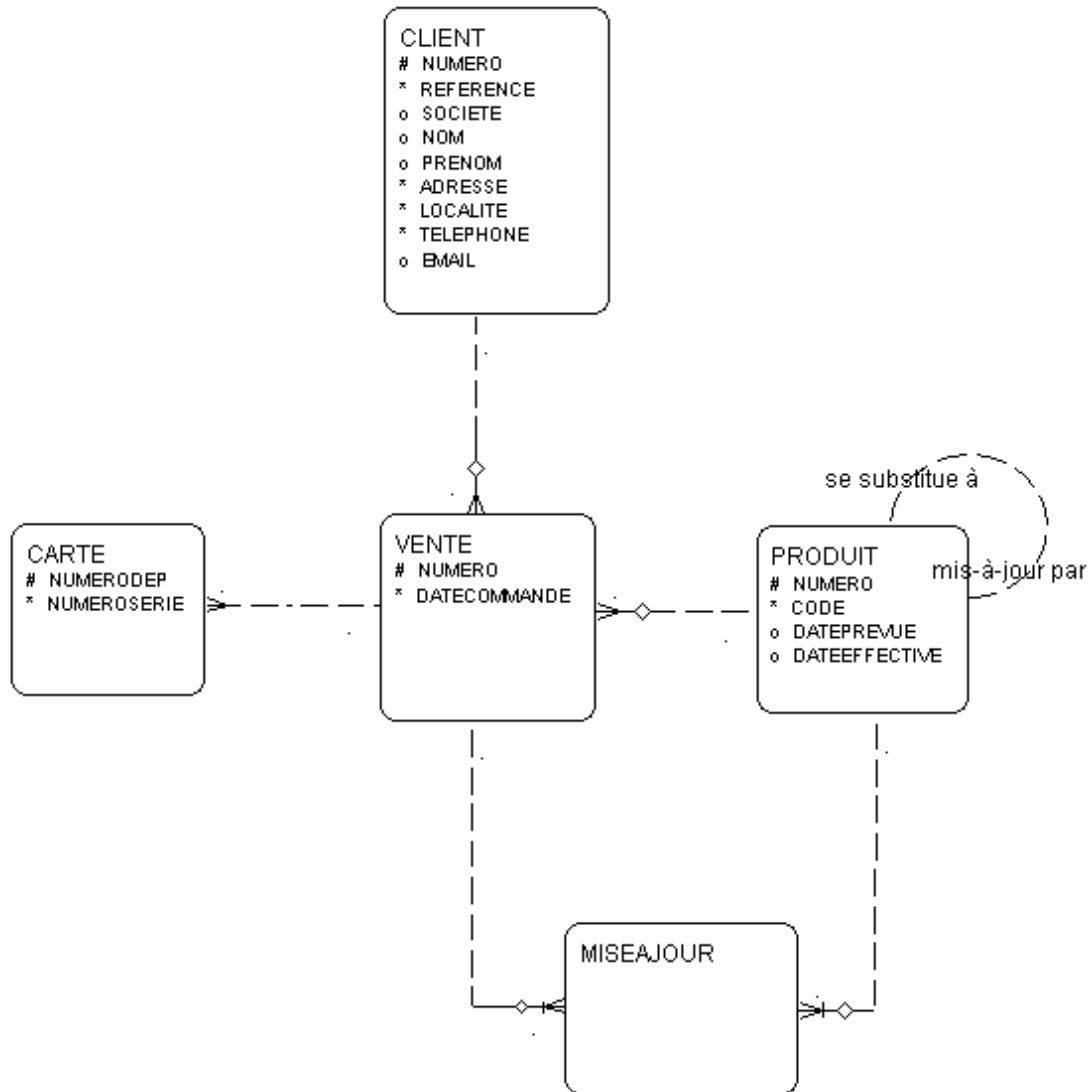 CLIENT
# NUMERO
* REFERENCE
o SOCIETE
o NOM
o PRENOM
* ADRESSE
* LOCALITE
* TELEPHONE
o EMAIL
se substitue à
mis-à-jour par
CARTE
# NUMERODEP
* NUMEROSERIE
VENTE
# NUMERO
* DATECOMMANDE
PRODUIT
# NUMERO
* CODE
o DATEPREVUE
o DATEEFFECTIVE
MISEAJOUR